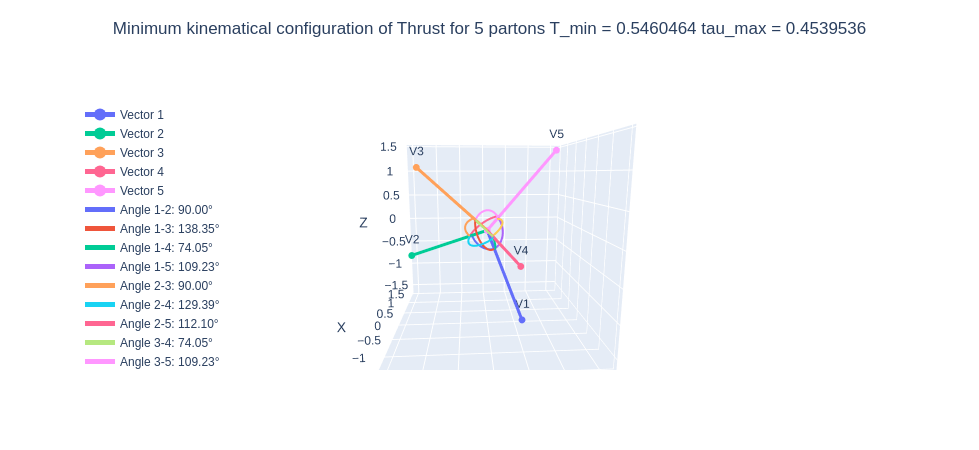 Minimum kinematical configuration of Thrust for 5 partons T_min = 0.5460464 tau_max = 0.4539536
Vector 1
Vector 2
Vector 3
Vector 4
Vector 5
Angle 1-2: 90.00°
Angle 1-3: 138.35°
Angle 1-4: 74.05°
Angle 1-5: 109.23°
Angle 2-3: 90.00°
Angle 2-4: 129.39°
Angle 2-5: 112.10°
Angle 3-4: 74.05°
Angle 3-5: 109.23°
V5
V3
V2
V4
V1
Z
1.5
1
0.5
0
−0.5
−1
−1.5
X
1.5
1
0.5
0
−0.5
−1